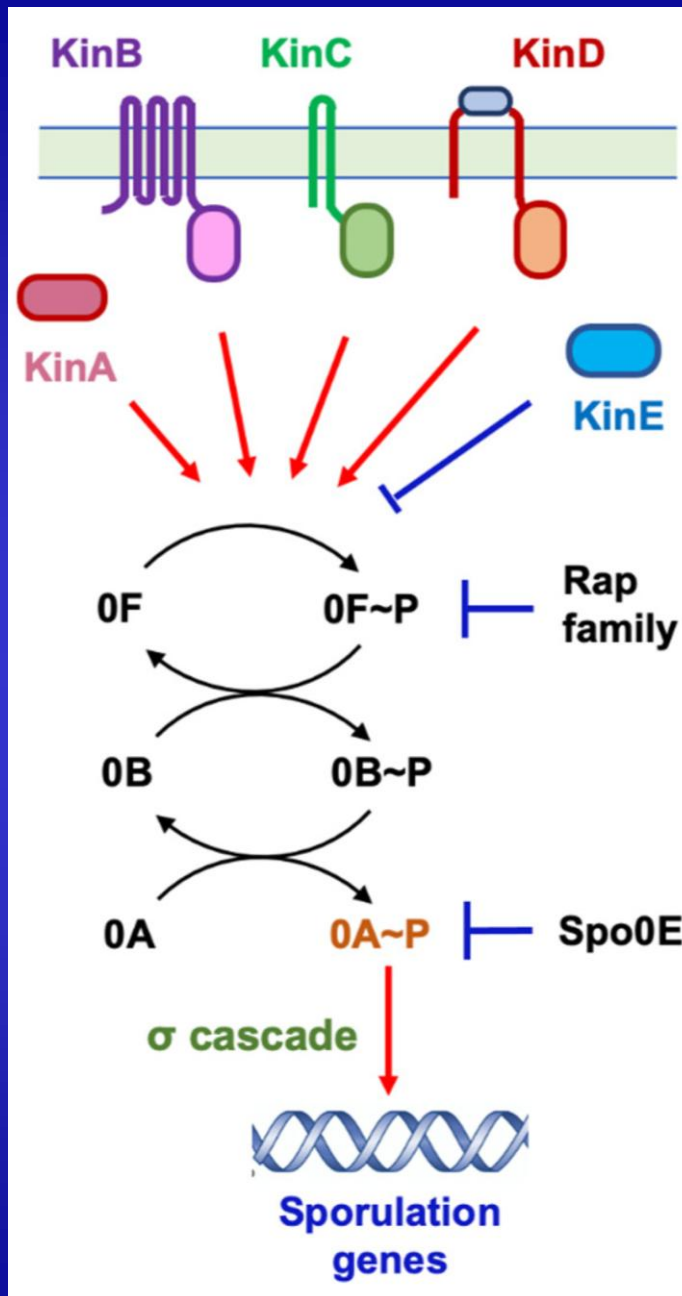 KinB
KinC
KinD
KinA
KinE
0F
0F~P
Rap
family
0B
0B~P
0A
0A~P
Spo0E
σ cascade
Sporulation
genes